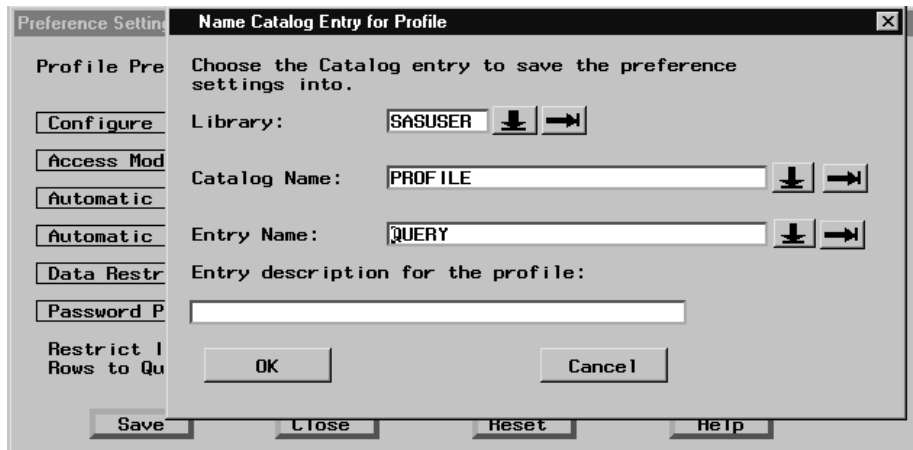 Preference Setting
Name Catalog Entry for Profile
Profile Pre
Choose the Catalog entry to save the preference
settings into.
Configure
Library: SASUSER
Access Mod
Catalog Name: PROFILE
Automatic
Automatic
Entry Name: QUERY
Data Restr
Entry description for the profile:
Password P
Restrict
Rows to Qu
OK Cancel
Save Close Reset Help